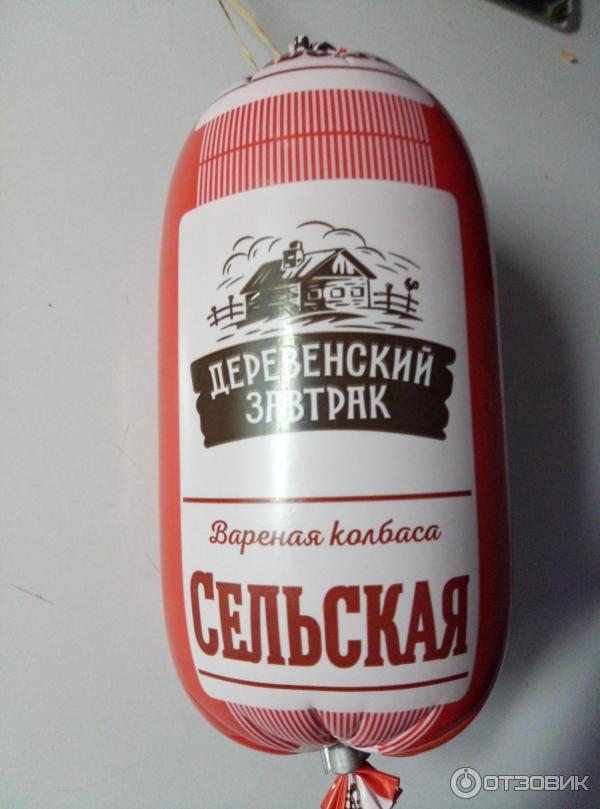 ДЕРЕВЕНСКИЙ
ЗАВТРАК
Вареная колбаса
СЕЛЬСКАЯ
ОТЗОВИК